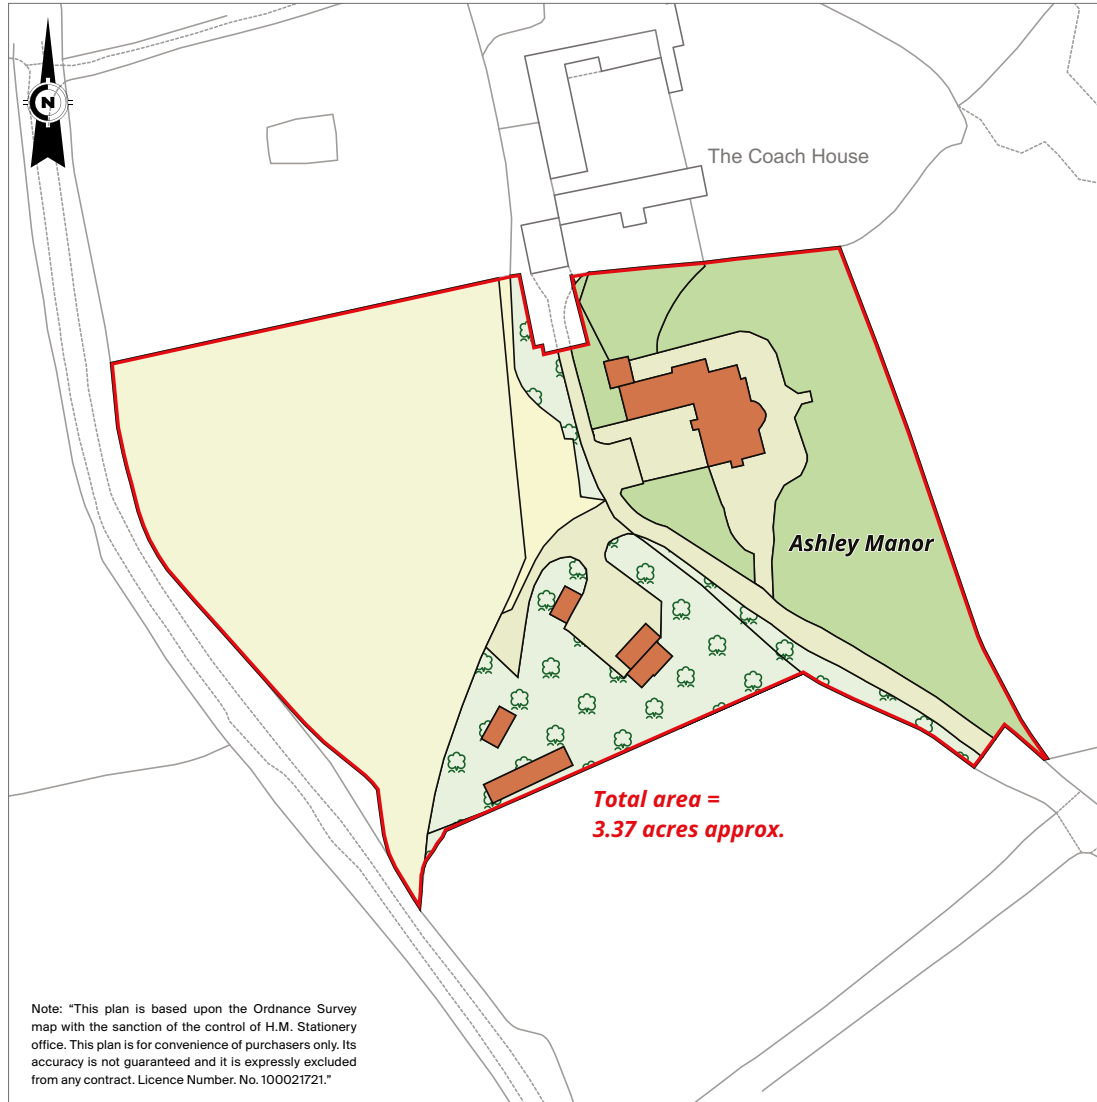 N
The Coach House
Ashley Manor
Total area =
3.37 acres approx.
Note: “This plan is based upon the Ordnance Survey
map with the sanction of the control of H.M. Stationery
office. This plan is for convenience of purchasers only. Its
accuracy is not guaranteed and it is expressly excluded
from any contract. Licence Number. No. 100021721.”